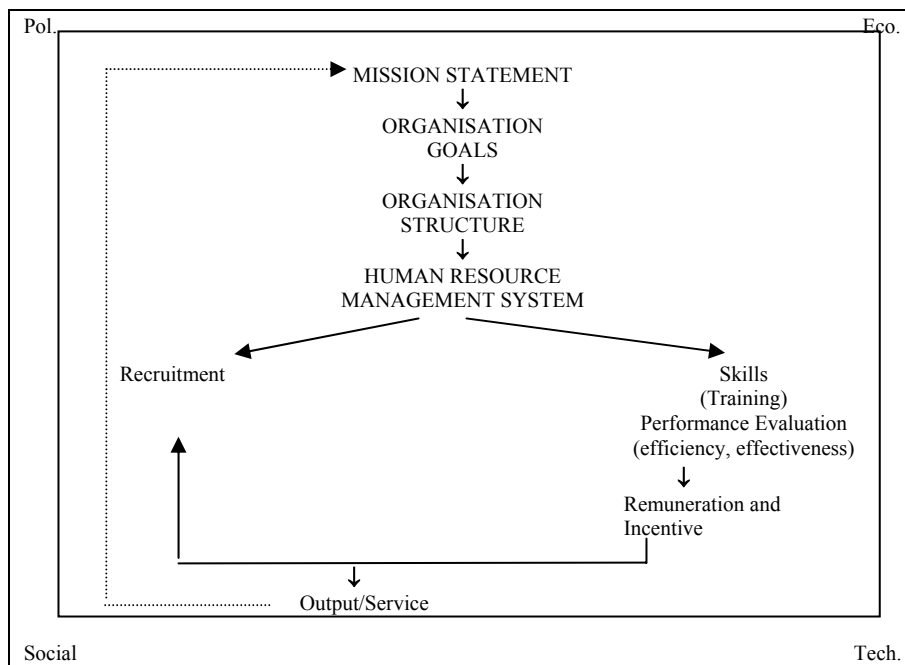 Pol.
Eco.
MISSION STATEMENT
ORGANISATION
GOALS
ORGANISATION
STRUCTURE
HUMAN RESOURCE
MANAGEMENT SYSTEM
Recruitment
Skills
(Training)
Performance Evaluation
(efficiency, effectiveness)
Remuneration and
Incentive
Output/Service
Social
Tech.